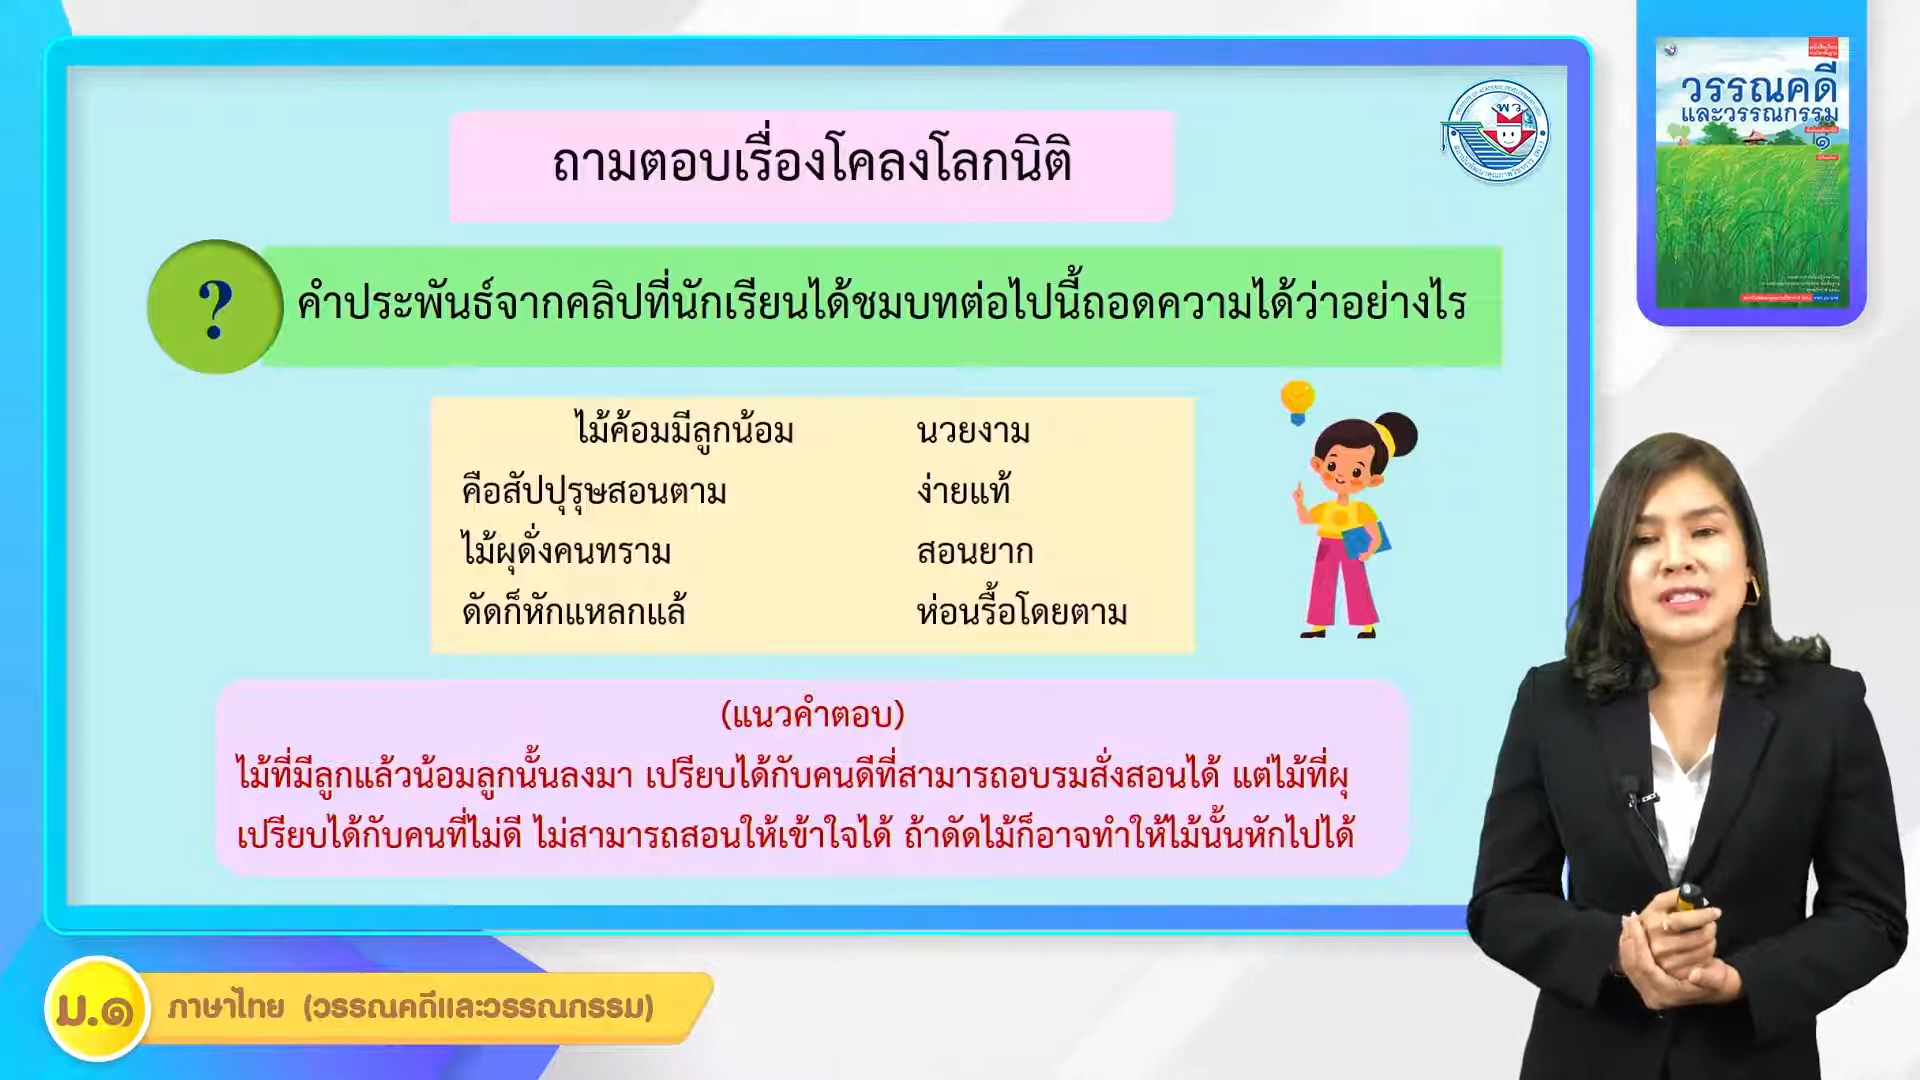 ถามตอบเรื่องโคลงโลกนิติ
?
คำประพันธ์จากคลิปที่นักเรียนได้ชมบทต่อไปนี้ถอดความได้ว่าอย่างไร
ไม้ค้อมมีลูกน้อม นวยงาม
คือสัปปุรุษสอนตาม ง่ายแท้
ไม้ผุดั่งคนทราม สอนยาก
ดัดก็หักแหลกแล้ ห่อนรื้อโดยตาม
(แนวคำตอบ)
ไม้ที่มีลูกแล้วน้อมลูกนั้นลงมา เปรียบได้กับคนดีที่สามารถอบรมสั่งสอนได้ แต่ไม้ที่ผุ
เปรียบได้กับคนที่ไม่ดี ไม่สามารถสอนให้เข้าใจได้ ถ้าดัดไม้ก็อาจทำให้ไม้นั้นหักไปได้
วรรณคดี
และวรรณกรรม
๑
พว
ม.๑
ภาษาไทย (วรรณคดีและวรรณกรรม)